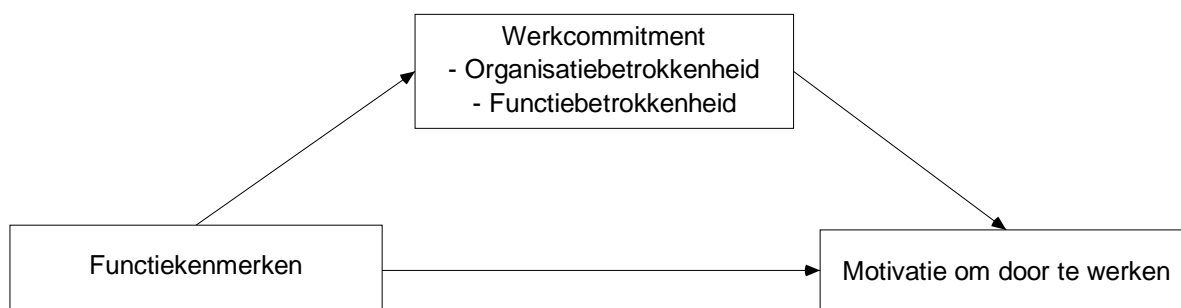 Werkcommitment
- Organisatiebetrokkenheid
- Functiebetrokkenheid
Functiekenmerken
Motivatie om door te werken